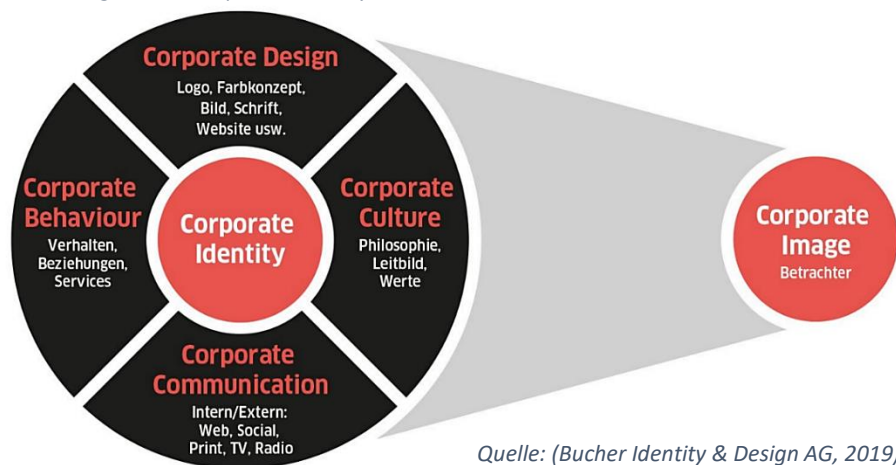 Corporate Design
Logo, Farbkonzept,
Bild, Schrift,
Website usw.
Corporate
Behaviour
Verhalten,
Beziehungen,
Services
Corporate
Identity
Corporate
Culture
Philosophie,
Leitbild,
Werte
Corporate
Communication
Intern/Extern:
Web, Social,
Print, TV, Radio
Corporate
Image
Betrachter
Quelle: (Bucher Identity & Design AG, 2019)